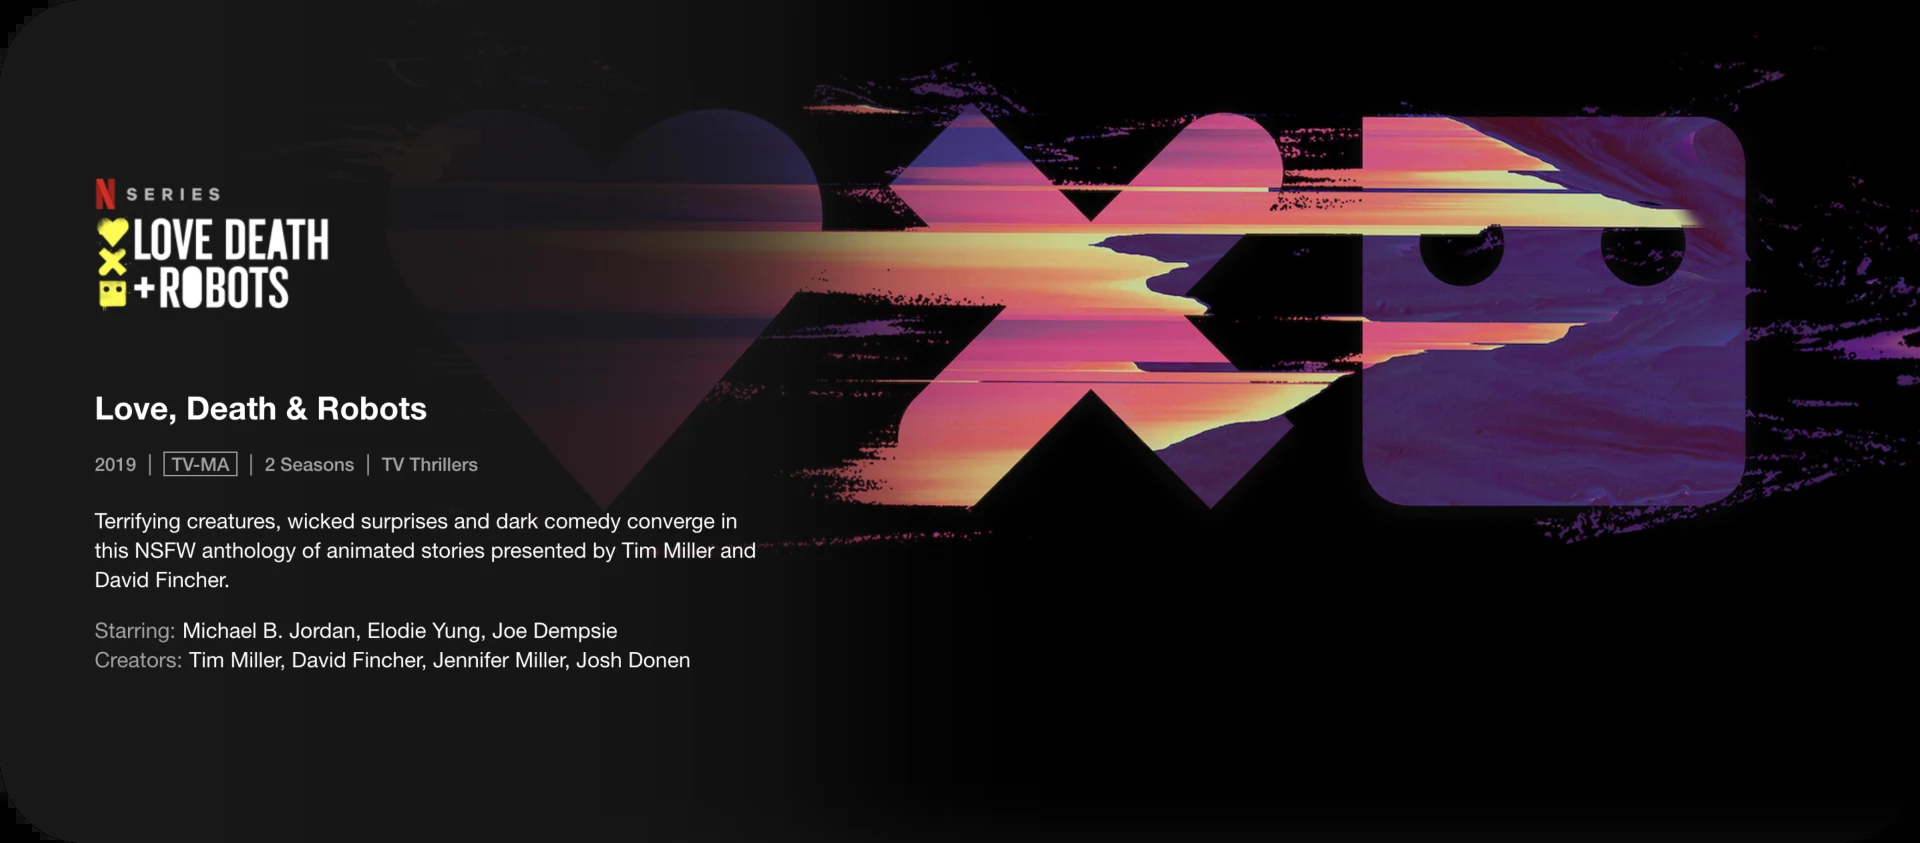 N SERIES
LOVE DEATH
+ROBOTS
Love, Death & Robots
2019 | TV-MA | 2 Seasons | TV Thrillers
Terrifying creatures, wicked surprises and dark comedy converge in
this NSFW anthology of animated stories presented by Tim Miller and
David Fincher.
Starring: Michael B. Jordan, Elodie Yung, Joe Dempsie
Creators: Tim Miller, David Fincher, Jennifer Miller, Josh Donen